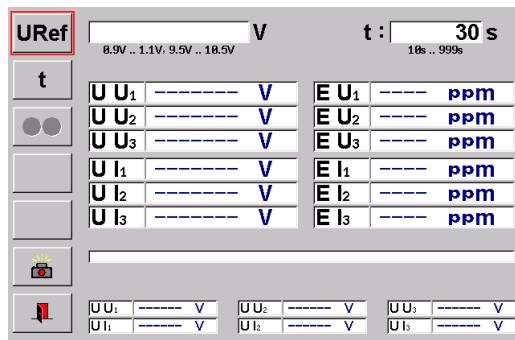 URef V t : 30 s
0.9V .. 1.1V, 9.5V .. 10.5V 10s .. 999s
t
U U1 ------- V E U1 ---- ppm
U U2 ------- V E U2 ---- ppm
U U3 ------- V E U3 ---- ppm
U I1 ------- V E I1 ---- ppm
U I2 ------- V E I2 ---- ppm
U I3 ------- V E I3 ---- ppm
U U1 ------ V U U2 ------ V U U3 ------ V
U I1 ------ V U I2 ------ V U I3 ------ V